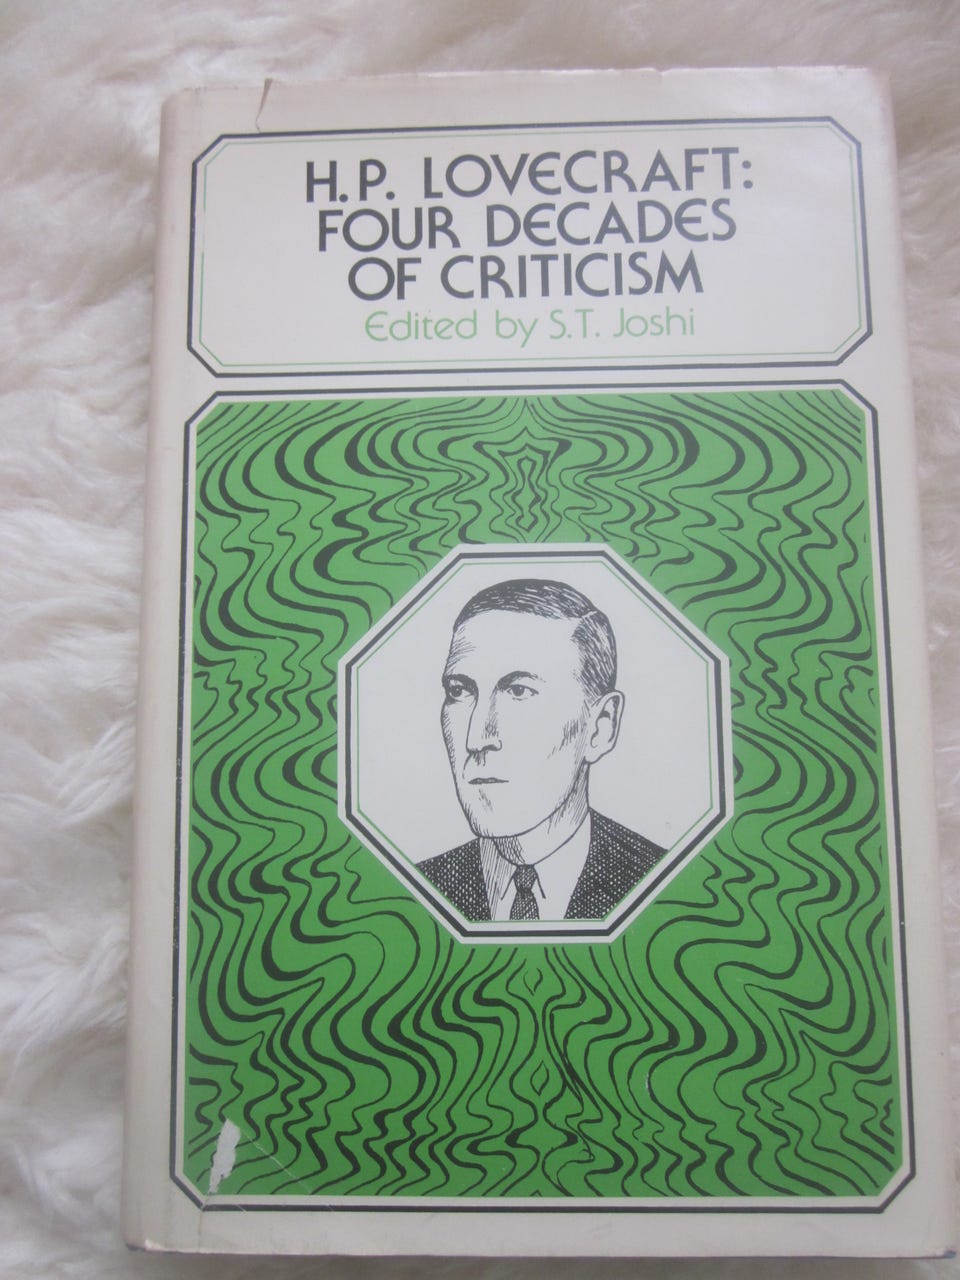 H.P. LOVECRAFT:
FOUR DECADES
OF CRITICISM
Edited by S.T. Joshi